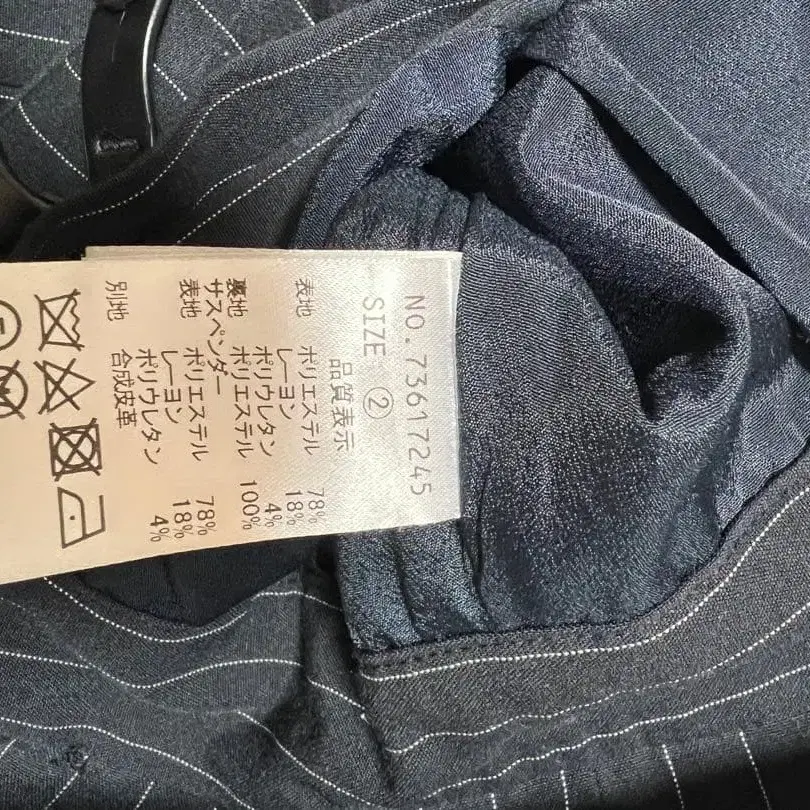 NO.73617245
SIZE ②
品質表示
表地 ポリエステル 78%
レーヨン 18%
ポリウレタン 4%
裏地 ポリエステル 100%
サスペンダー
表地 ポリエステル 78%
レーヨン 18%
ポリウレタン 4%
別地 合成皮革